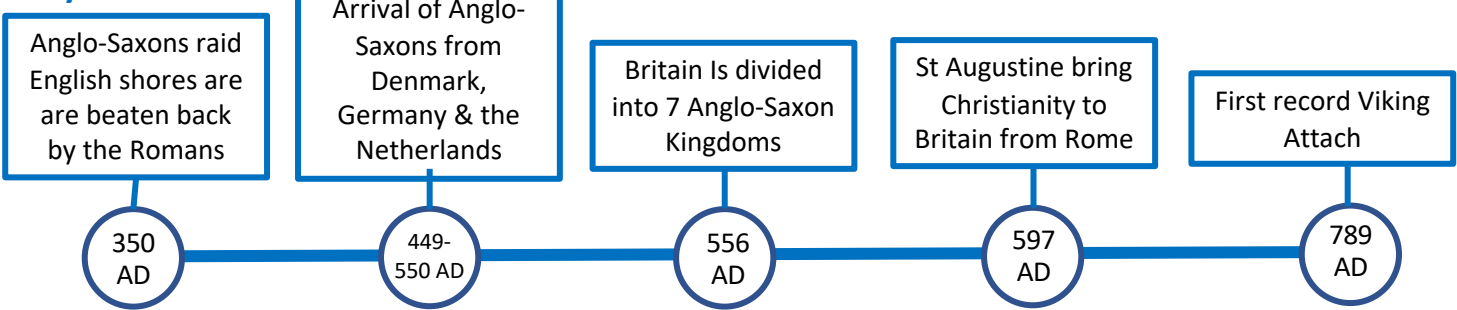 Anglo-Saxons raid
English shores are
are beaten back
by the Romans
Arrival of Anglo-
Saxons from
Denmark,
Germany & the
Netherlands
Britain Is divided
into 7 Anglo-Saxon
Kingdoms
St Augustine bring
Christianity to
Britain from Rome
First record Viking
Attach
350
AD
449-
550 AD
556
AD
597
AD
789
AD